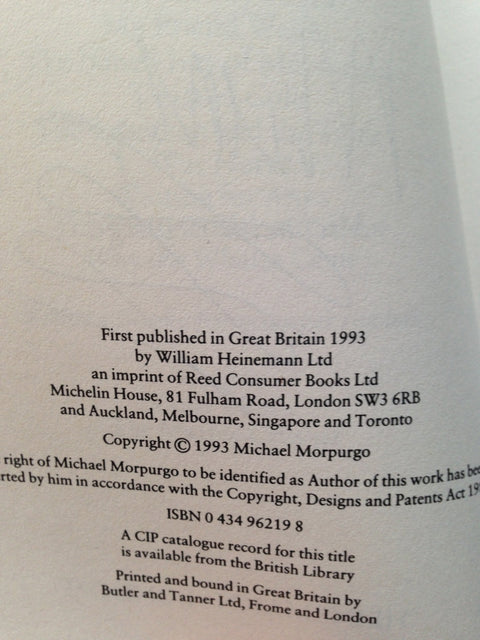 First published in Great Britain 1993
by William Heinemann Ltd
an imprint of Reed Consumer Books Ltd
Michelin House, 81 Fulham Road, London SW3 6RB
and Auckland, Melbourne, Singapore and Toronto
Copyright © 1993 Michael Morpurgo
right of Michael Morpurgo to be identified as Author of this work has
by him in accordance with the Copyright, Designs and Patents Act
ISBN 0 434 96219 8
A CIP catalogue record for this title
is available from the British Library
Printed and bound in Great Britain by
Butler and Tanner Ltd, Frome and London